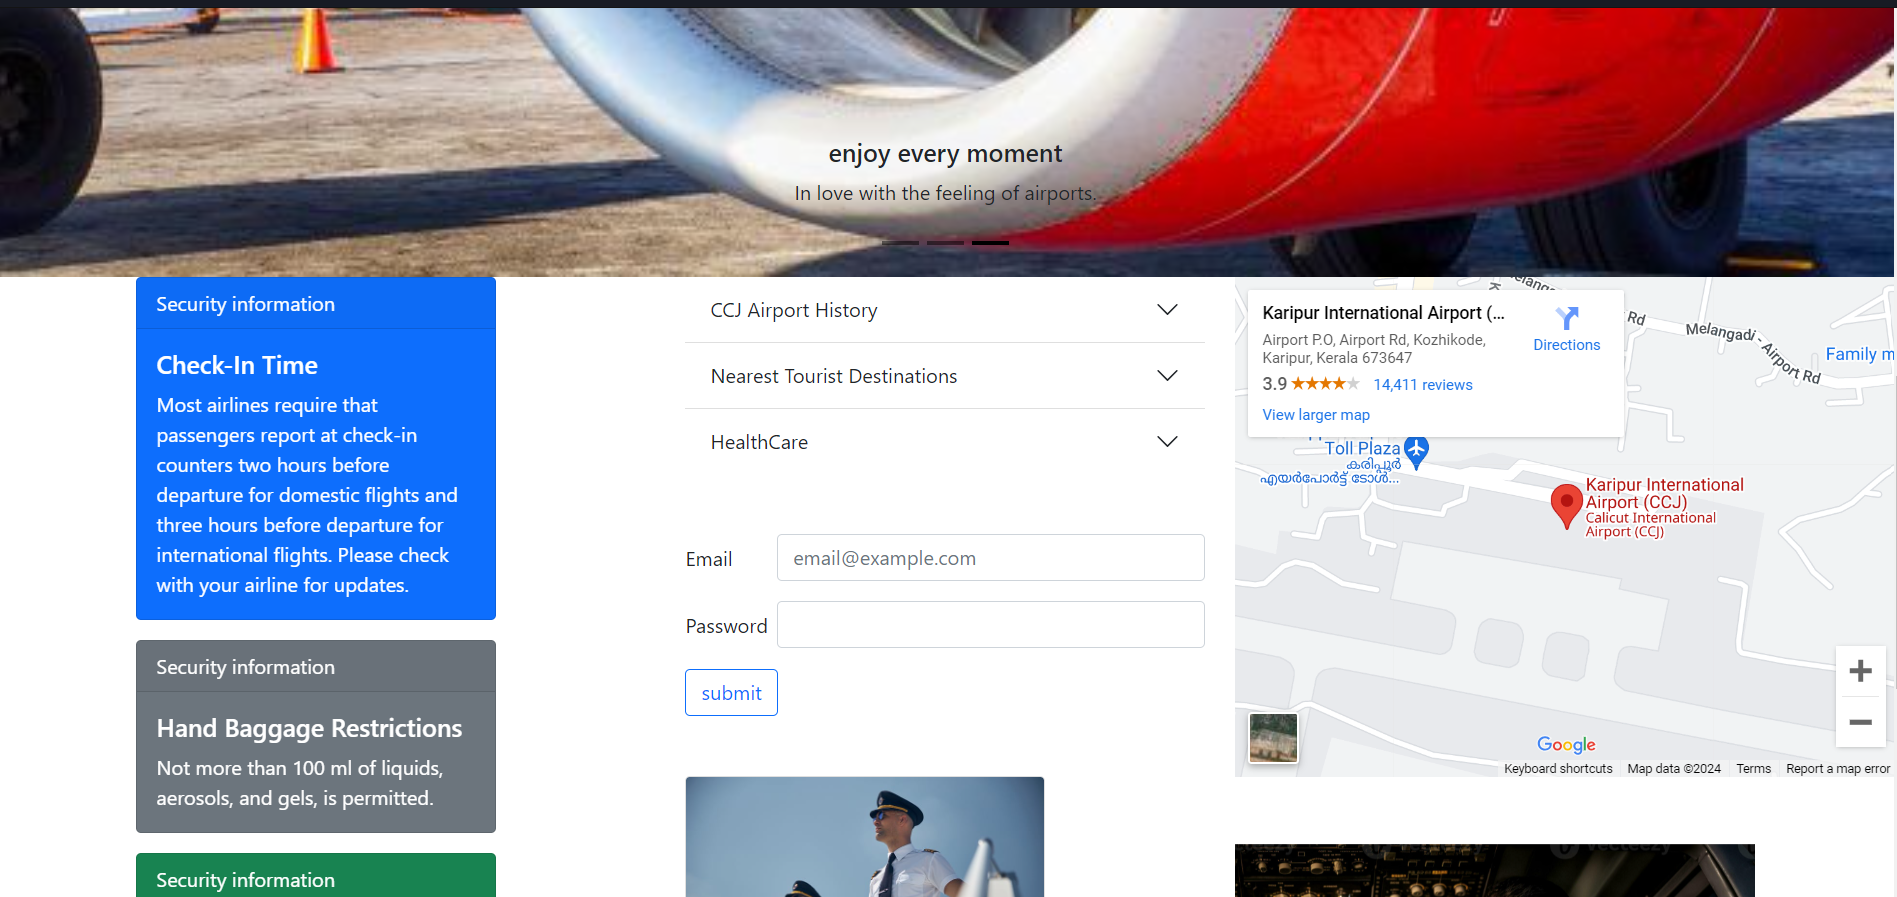 enjoy every moment
In love with the feeling of airports.
Security information
Check-In Time
Most airlines require that
passengers report at check-in
counters two hours before
departure for domestic flights and
three hours before departure for
international flights. Please check
with your airline for updates.
Security information
Hand Baggage Restrictions
Not more than 100 ml of liquids,
aerosols, and gels, is permitted.
Security information
CCJ Airport History
Nearest Tourist Destinations
HealthCare
Email
email@example.com
Password
submit
Karipur International Airport (...
Airport P.O, Airport Rd, Kozhikode,
Karipur, Kerala 673647
3.9
14,411 reviews
View larger map
Directions
Rd
Melangadi - Airport Rd
Family m
Toll Plaza
കരിപ്പൂർ
എയർപോർട്ട് ടോൾ...
Karipur International
Airport (CCJ)
Calicut International
Airport (CCJ)
Google
Keyboard shortcuts
Map data ©2024
Terms
Report a map error